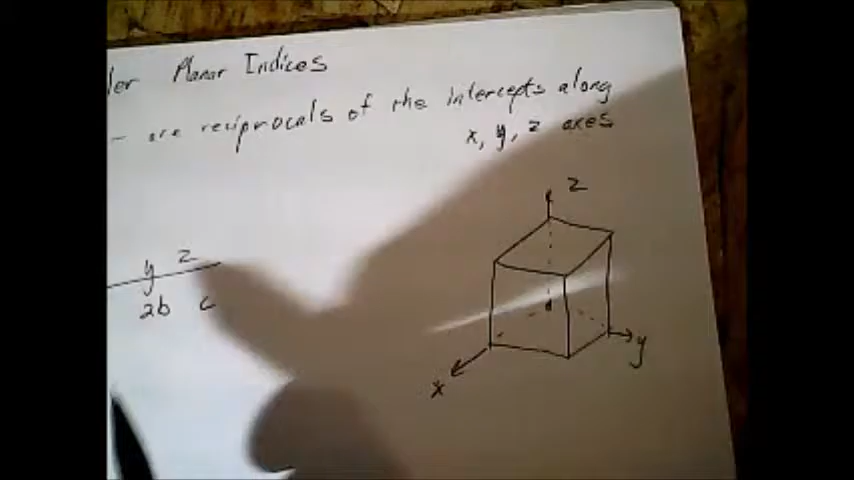 Planar Indices
are reciprocals of the intercepts along
x, y, z axes
z
y z
2b c
y
x